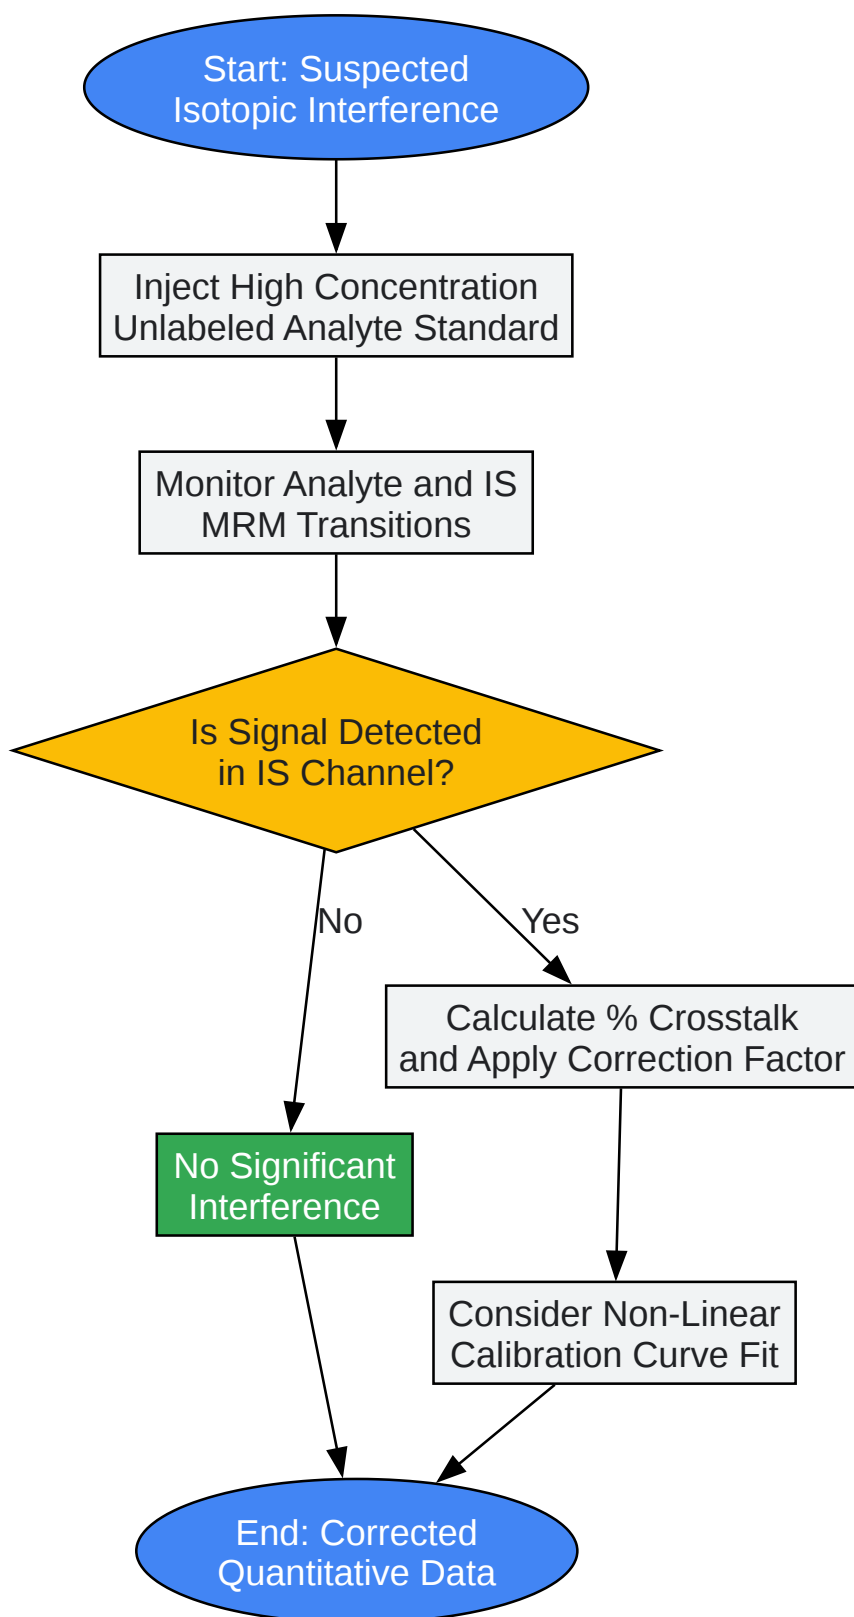 Start: Suspected
Isotopic Interference
Inject High Concentration
Unlabeled Analyte Standard
Monitor Analyte and IS
MRM Transitions
Is Signal Detected
in IS Channel?
No
Yes
Calculate % Crosstalk
and Apply Correction Factor
No Significant
Interference
Consider Non-Linear
Calibration Curve Fit
End: Corrected
Quantitative Data